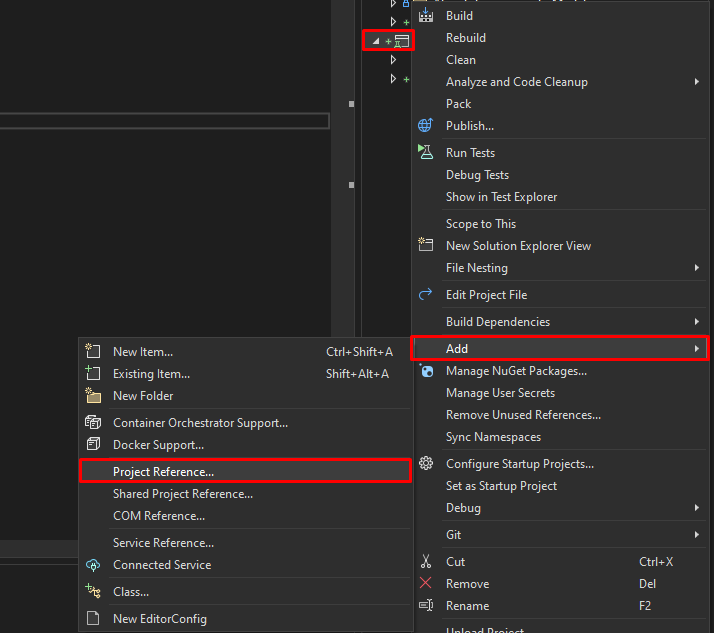 Build
Rebuild
Clean
Analyze and Code Cleanup
Pack
Publish...
Run Tests
Debug Tests
Show in Test Explorer
Scope to This
New Solution Explorer View
File Nesting
Edit Project File
Build Dependencies
Add
Manage NuGet Packages...
Manage User Secrets
Remove Unused References...
Sync Namespaces
Configure Startup Projects...
Set as Startup Project
Debug
Git
Cut Ctrl+X
Remove Del
Rename F2
Unload Project
New Item... Ctrl+Shift+A
Existing Item... Shift+Alt+A
New Folder
Container Orchestrator Support...
Docker Support...
Project Reference...
Shared Project Reference...
COM Reference...
Service Reference...
Connected Service
Class...
New EditorConfig